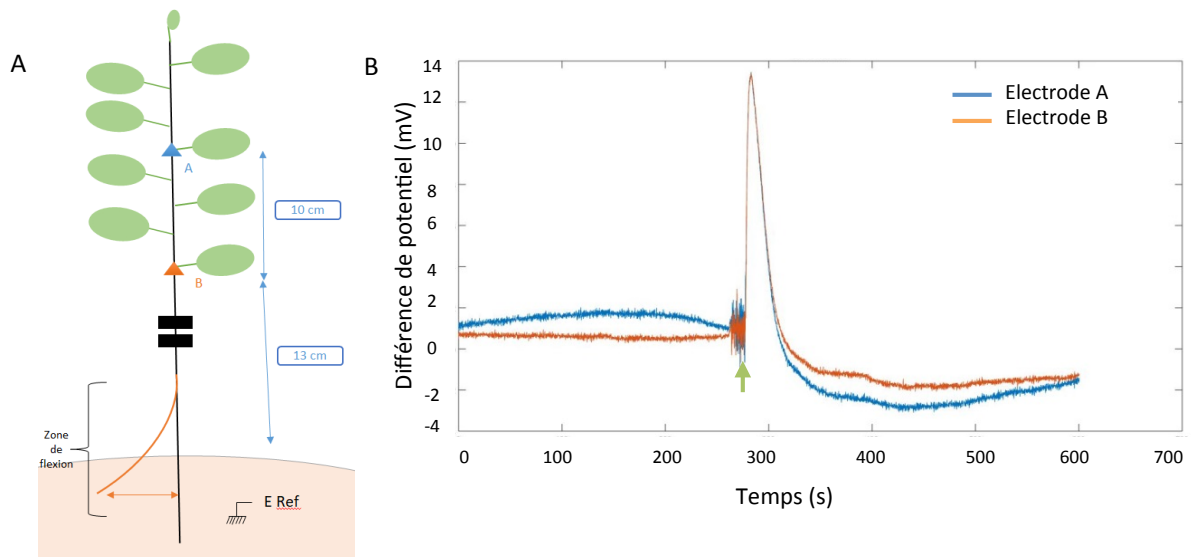 A
A
10 cm
B
13 cm
Zone
de
flexion
E Ref
B
Différence de potentiel (mV)
14
12
10
8
6
4
2
0
-2
-4
0 100 200 300 400 500 600 700
Temps (s)
Electrode A
Electrode B